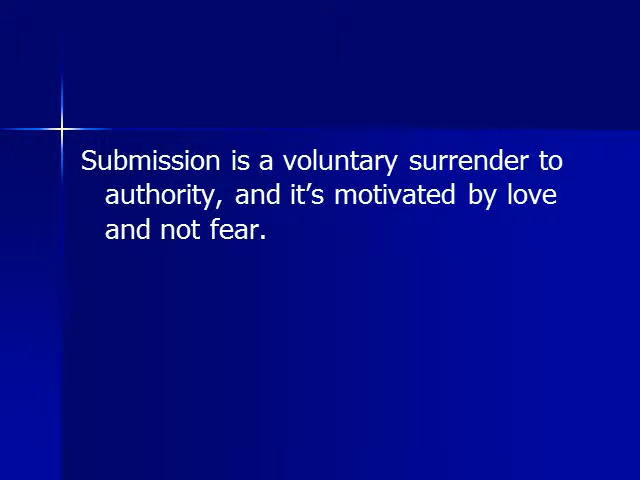 Submission is a voluntary surrender to
authority, and it’s motivated by love
and not fear.